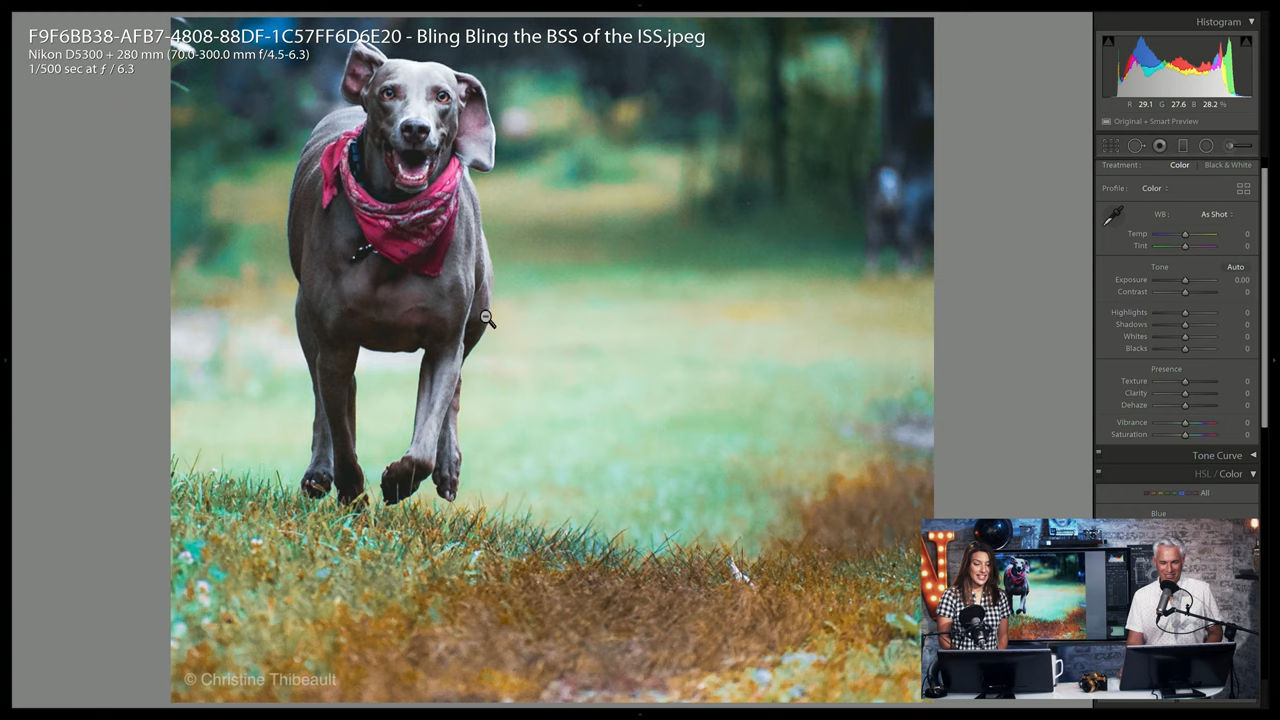 F9F6BB38-AFB7-4808-88DF-1C57FF6D6E20 - Bling Bling the BSS of the ISS.jpeg
Nikon D5300 + 280 mm (70.0-300.0 mm f/4.5-6.3)
1/500 sec at ƒ / 6.3
© Christine Thibeault
Histogram
R 29.1 G 27.6 B 28.2 %
Original + Smart Preview
Treatment : Color Black & White
Profile : Color
WB : As Shot
Temp 0
Tint 0
Tone Auto
Exposure 0.00
Contrast 0
Highlights 0
Shadows 0
Whites 0
Blacks 0
Presence
Texture 0
Clarity 0
Dehaze 0
Vibrance 0
Saturation 0
Tone Curve
HSL / Color
All
Blue